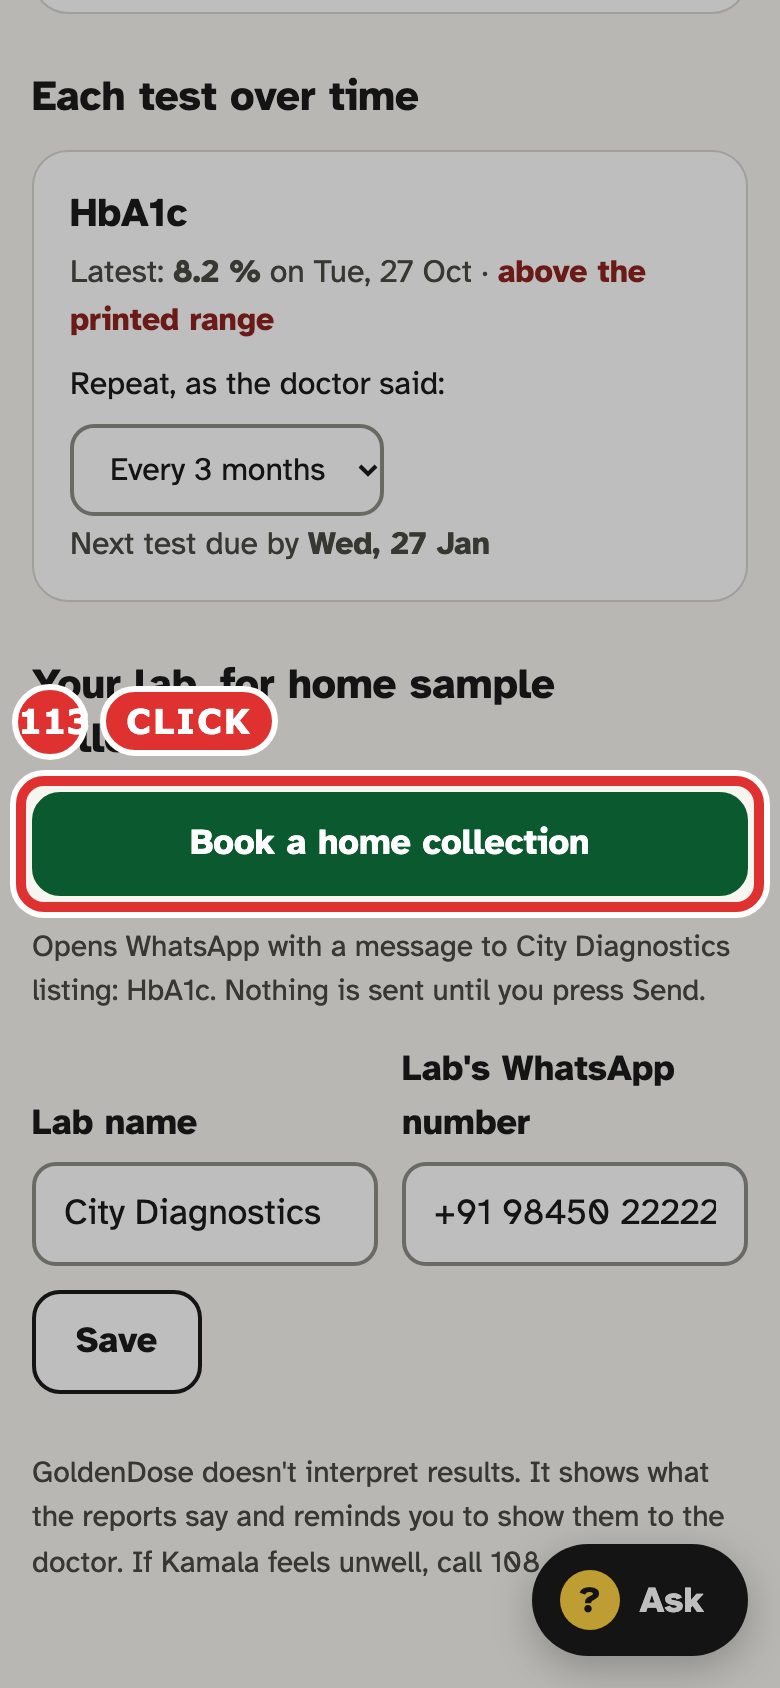 Each test over time
HbA1c
Latest: 8.2 % on Tue, 27 Oct · above the
printed range
Repeat, as the doctor said:
Every 3 months
Next test due by Wed, 27 Jan
Your lab, for home sample
113 CLICK
Book a home collection
Opens WhatsApp with a message to City Diagnostics
listing: HbA1c. Nothing is sent until you press Send.
Lab name
Lab's WhatsApp
number
City Diagnostics
+91 98450 22222
Save
GoldenDose doesn't interpret results. It shows what
the reports say and reminds you to show them to the
doctor. If Kamala feels unwell, call 108
? Ask